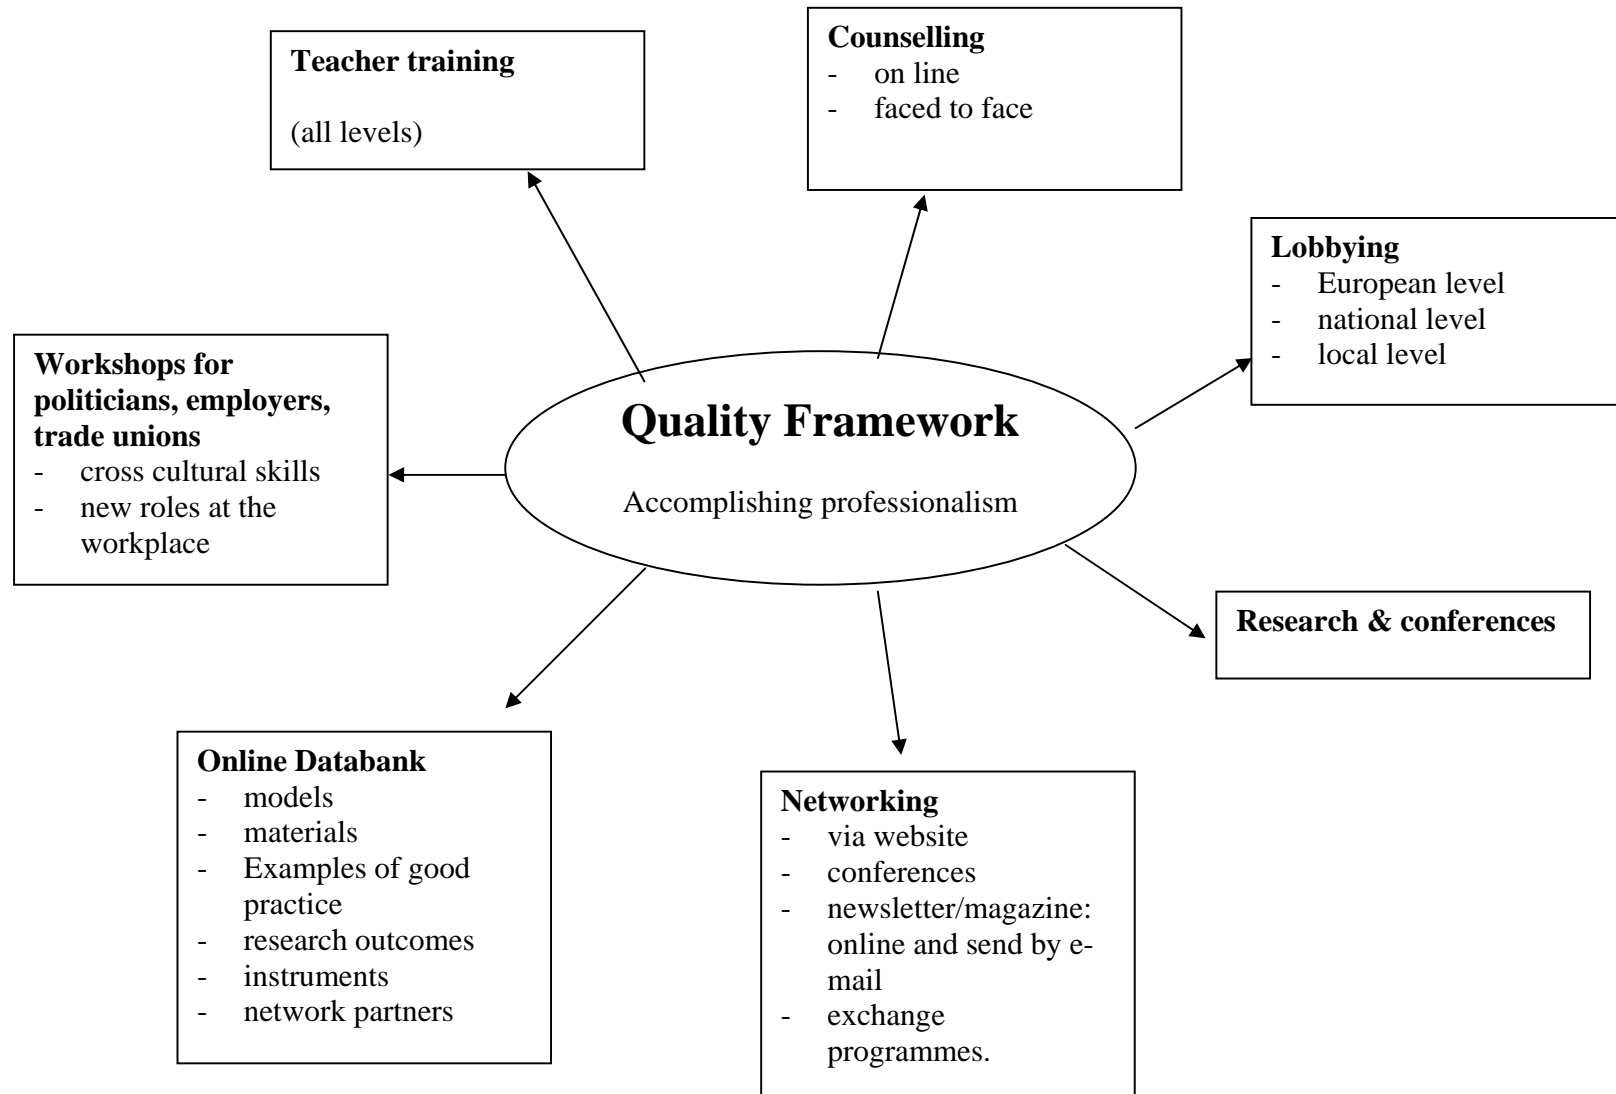 Teacher training
(all levels)
Counselling
- on line
- faced to face
Lobbying
- European level
- national level
- local level
Workshops for
politicians, employers,
trade unions
- cross cultural skills
- new roles at the
workplace
Quality Framework
Accomplishing professionalism
Research & conferences
Online Databank
- models
- materials
- Examples of good
practice
- research outcomes
- instruments
- network partners
Networking
- via website
- conferences
- newsletter/magazine:
online and send by e-
mail
- exchange
programmes.